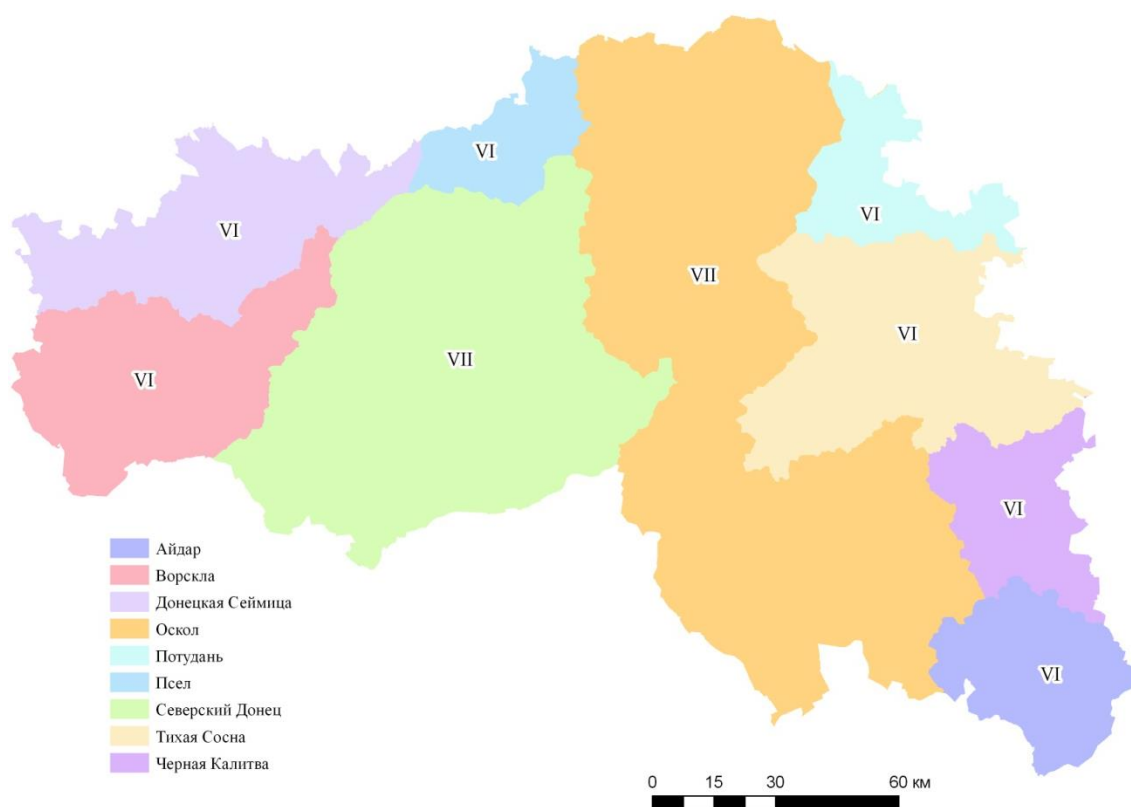 VI
VI
VI
VII
VI
VII
VI
VI
VI
Айдар
Ворскла
Донецкая Сеймица
Оскол
Потудань
Псел
Северский Донец
Тихая Сосна
Черная Калитва
0 15 30 60 км